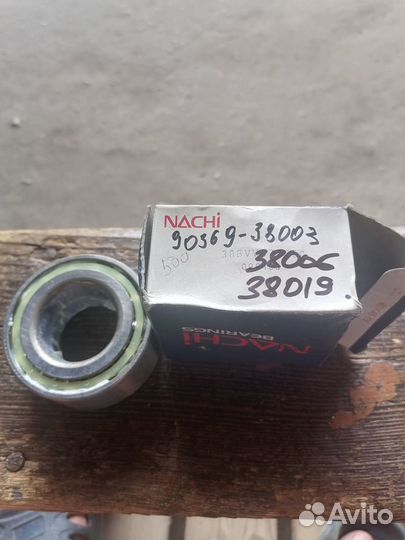 NACHi
90369-38003
500
38006
38019.
NACHi
BEARINGS
Avito